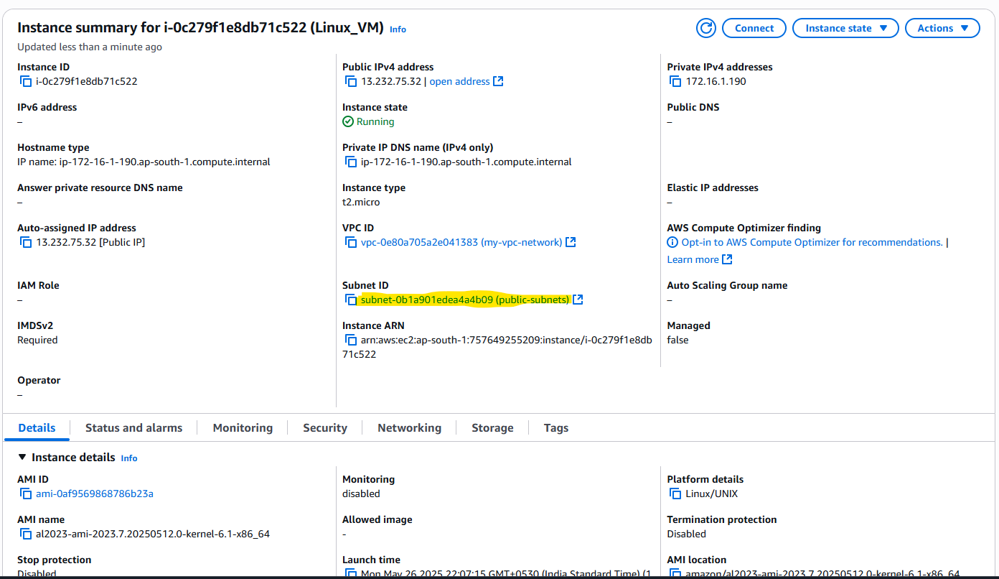 Instance summary for i-0c279f1e8db71c522 (Linux_VM) Info
Connect
Instance state
Actions
Updated less than a minute ago
Instance ID
i-0c279f1e8db71c522
Public IPv4 address
13.232.75.32 | open address
Private IPv4 addresses
172.16.1.190
IPv6 address
–
Instance state
Running
Public DNS
–
Hostname type
IP name: ip-172-16-1-190.ap-south-1.compute.internal
Private IP DNS name (IPv4 only)
ip-172-16-1-190.ap-south-1.compute.internal
Answer private resource DNS name
–
Instance type
t2.micro
Elastic IP addresses
–
Auto-assigned IP address
13.232.75.32 [Public IP]
VPC ID
vpc-0e80a705a2e041383 (my-vpc-network)
AWS Compute Optimizer finding
Opt-in to AWS Compute Optimizer for recommendations. |
Learn more
IAM Role
–
Subnet ID
subnet-0b1a901edea4a4b09 (public-subnets)
Auto Scaling Group name
–
IMDSv2
Required
Instance ARN
arn:aws:ec2:ap-south-1:757649255209:instance/i-0c279f1e8db
71c522
Managed
false
Operator
–
Details
Status and alarms
Monitoring
Security
Networking
Storage
Tags
Instance details Info
AMI ID
ami-0af9569868786b23a
Monitoring
disabled
Platform details
Linux/UNIX
AMI name
al2023-ami-2023.7.20250512.0-kernel-6.1-x86_64
Allowed image
-
Termination protection
Disabled
Stop protection
Disabled
Launch time
Mon May 26 2025 22:07:15 GMT+0530 (India Standard Time) (1
AMI location
amazon/al2023-ami-2023.7.20250512.0-kernel-6.1-x86_64